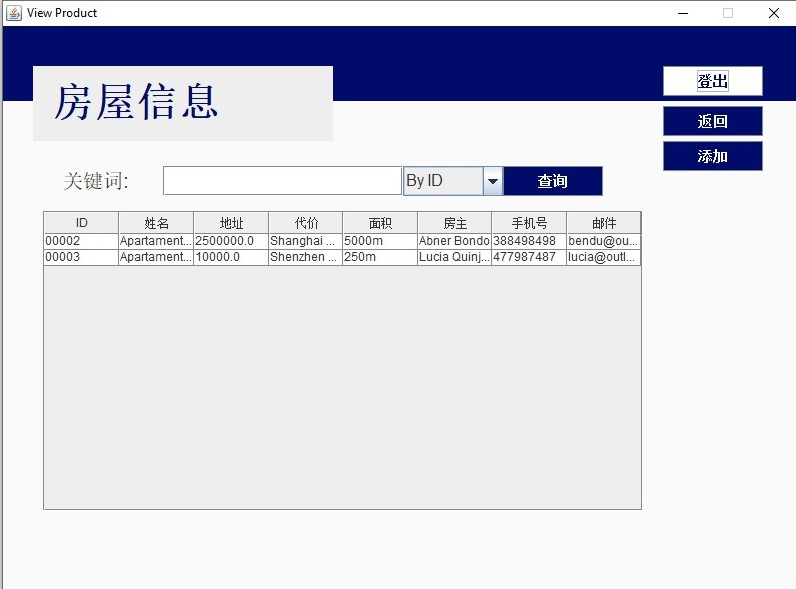 View Product
房屋信息
登出
返回
添加
关键词: By ID 查询
ID 姓名 地址 代价 面积 房主 手机号 邮件
00002 Apartament... 2500000.0 Shanghai ... 5000m Abner Bondo 388498498 bendu@ou...
00003 Apartament... 10000.0 Shenzhen ... 250m Lucia Quinj... 477987487 lucia@outl...